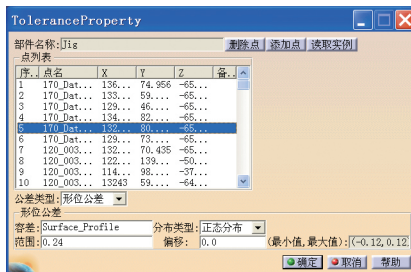 ToleranceProperty
部件名称: Jig 删除点 添加点 读取实例
点列表
序.. 点名 X Y Z 备..
1 170_Dat... 136... 74.956 -65...
2 170_Dat... 133... 59.... -65...
3 170_Dat... 129... 46.... -65...
4 170_Dat... 134... 82.... -65...
5 170_Dat... 132... 80.... -65...
6 170_Dat... 129... 73.... -65...
7 120_003... 132... 70.435 -65...
8 120_003... 122... 139... -50...
9 120_003... 114... 98.... -37...
10 120_003... 13243 59.... -64...
公差类型: 形位公差
形位公差
容差: Surface_Profile 分布类型: 正态分布
范围: 0.24 偏移: 0.0 (最小值,最大值): (-0.12,0.12
确定 取消 帮助